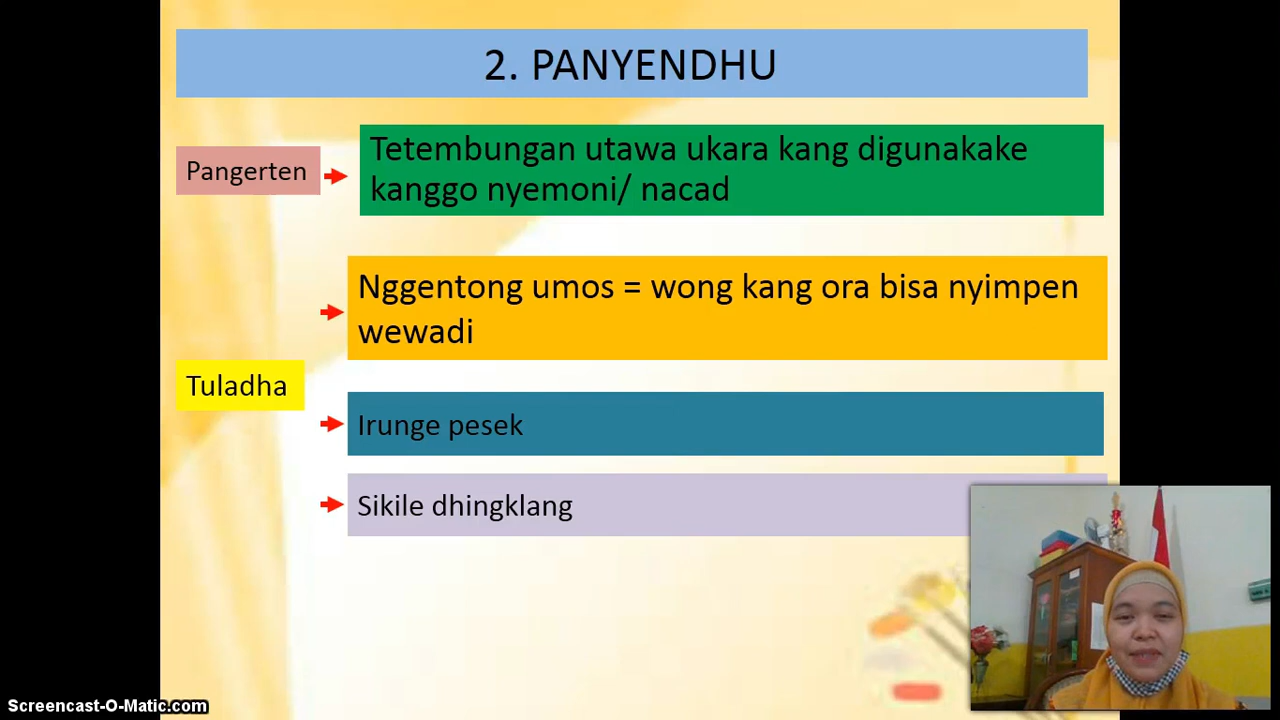 2. PANYENDHU
Pangerten
Tetembungan utawa ukara kang digunakake
kanggo nyemoni/ nacad
Nggentong umos = wong kang ora bisa nyimpen
wewadi
Tuladha
Irunge pesek
Sikile dhingklang
Screencast-O-Matic.com